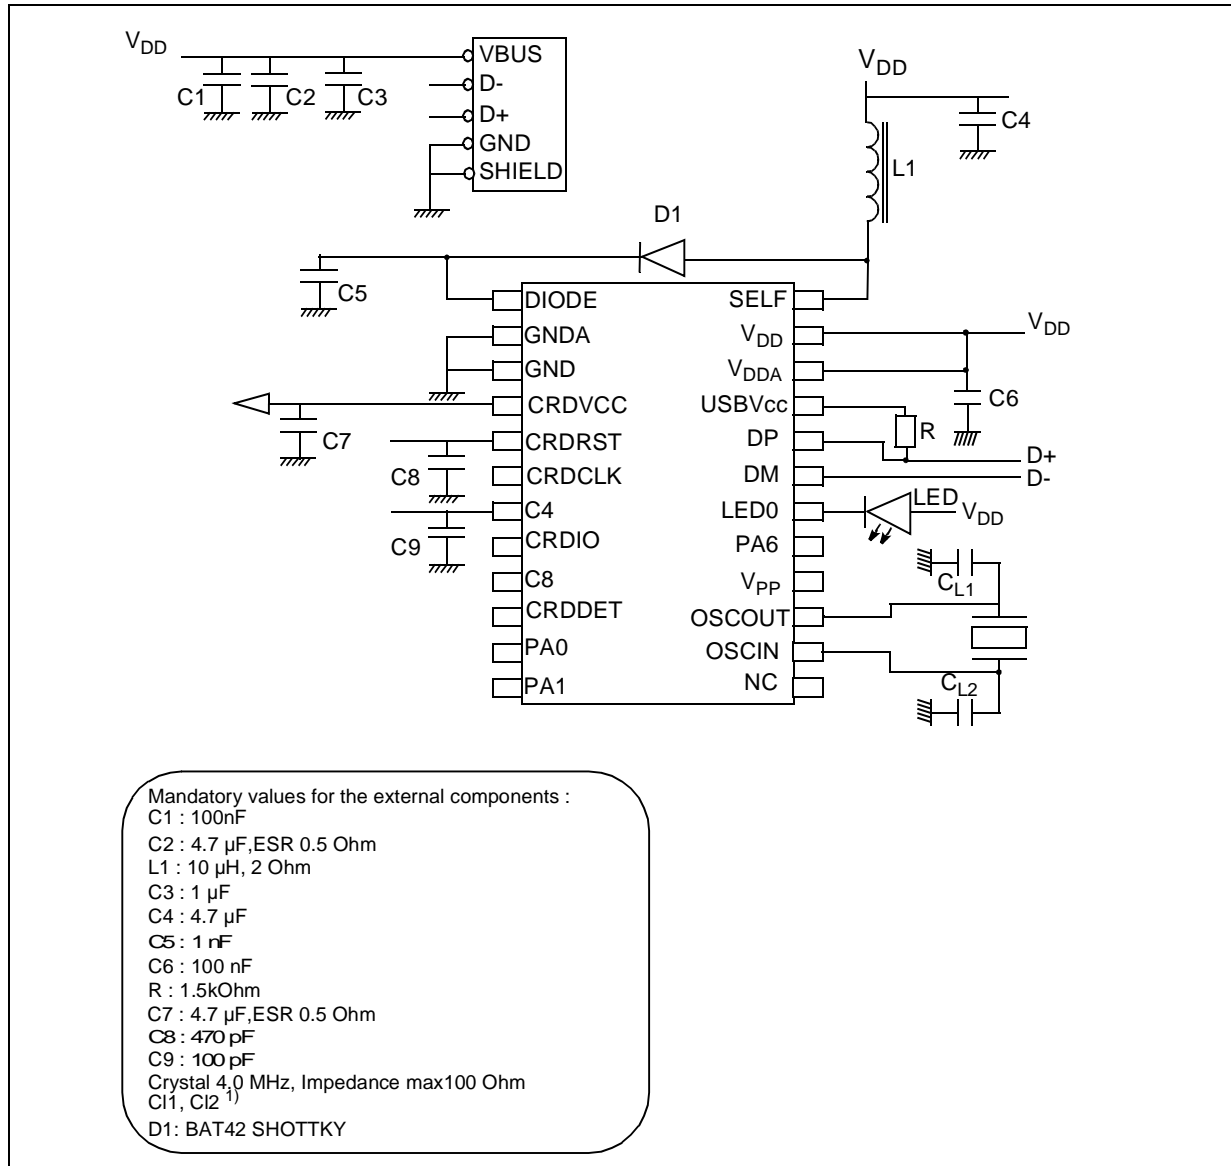 VDD
VBUS
D-
D+
GND
SHIELD
C1
C2
C3
VDD
C4
L1
D1
C5
DIODE
GNDA
GND
CRDVCC
CRDRST
CRDCLK
C4
CRDIO
C8
CRDDET
PA0
PA1
SELF
VDD
VDDA
USBVcc
DP
DM
LED0
PA6
VPP
OSCOUT
OSCIN
NC
C7
C8
C9
VDD
C6
R
D+
D-
LED
VDD
CL1
CL2
Mandatory values for the external components :
C1 : 100nF
C2 : 4.7 µF,ESR 0.5 Ohm
L1 : 10 µH, 2 Ohm
C3 : 1 µF
C4 : 4.7 µF
C5 : 1 nF
C6 : 100 nF
R : 1.5kOhm
C7 : 4.7 µF,ESR 0.5 Ohm
C8 : 470 pF
C9 : 100 pF
Crystal 4.0 MHz, Impedance max100 Ohm
Cl1, Cl2 1)
D1: BAT42 SHOTTKY